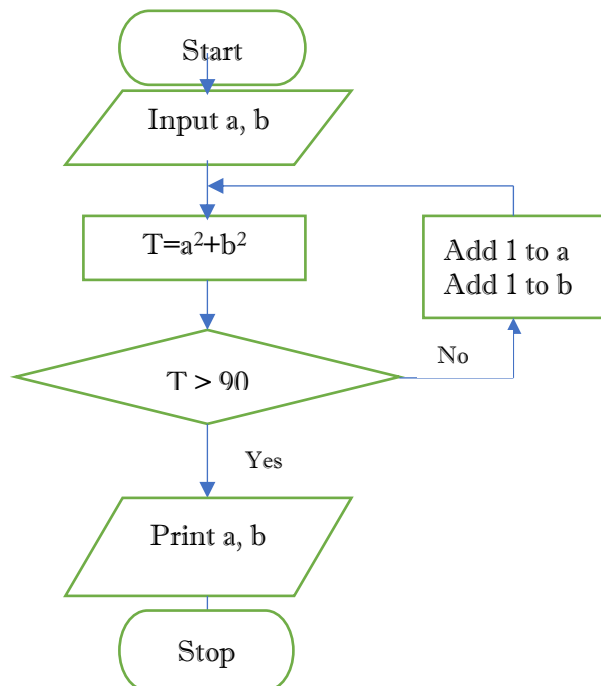 Start
Input a, b
T=a²+b²
Add 1 to a
Add 1 to b
T > 90
No
Yes
Print a, b
Stop